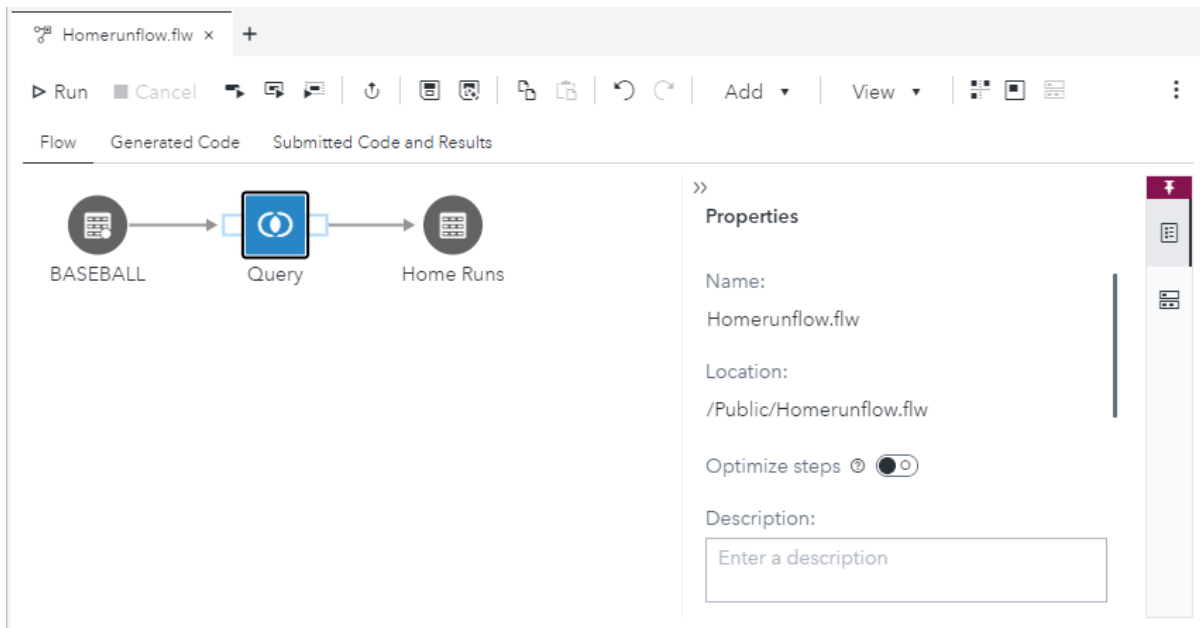 Homerunflow.flw × +
Run Cancel Add View
Flow Generated Code Submitted Code and Results
BASEBALL Query Home Runs
Properties
Name:
Homerunflow.flw
Location:
/Public/Homerunflow.flw
Optimize steps
Description:
Enter a description